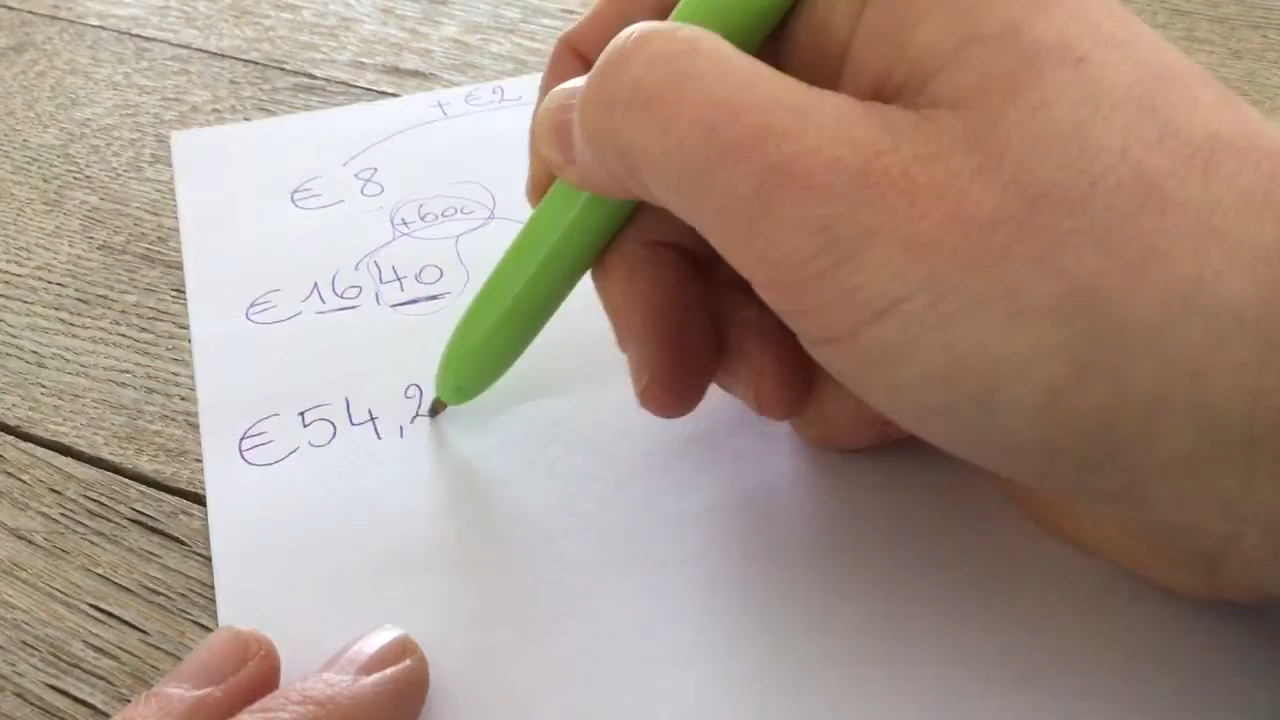 + €2
€ 8
+60c
€16,40
€54,2